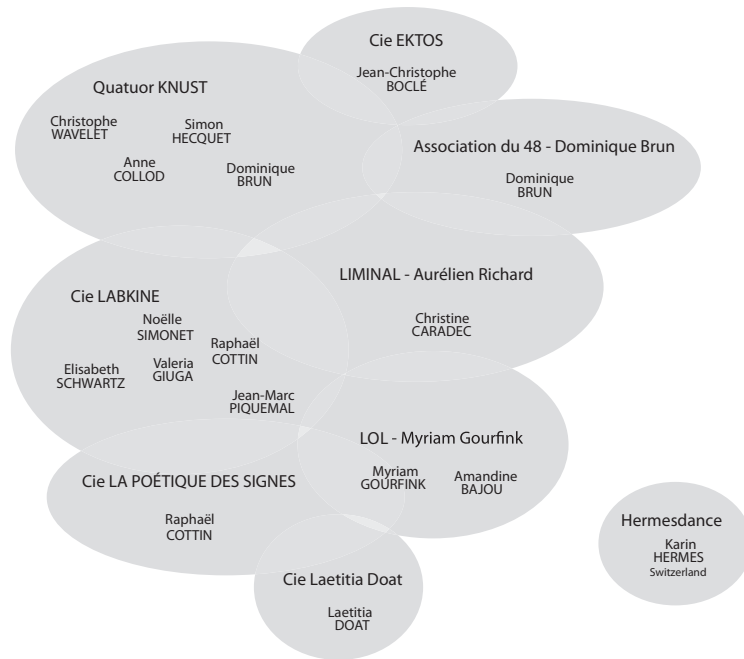 Cie EKTOS
Jean-Christophe
BOCLÉ
Quatuor KNUST
Christophe
WAVELET
Simon
HECQUET
Anne
COLLOD
Dominique
BRUN
Association du 48 - Dominique Brun
Dominique
BRUN
LIMINAL - Aurélien Richard
Christine
CARADEC
Cie LABKINE
Noëlle
SIMONET
Raphaël
COTTIN
Elisabeth
SCHWARTZ
Valeria
GIUGA
Jean-Marc
PIQUEMAL
LOL - Myriam Gourfink
Myriam
GOURFINK
Amandine
BAJOU
Cie LA POÉTIQUE DES SIGNES
Raphaël
COTTIN
Hermesdance
Karin
HERMES
Switzerland
Cie Laetitia Doat
Laetitia
DOAT